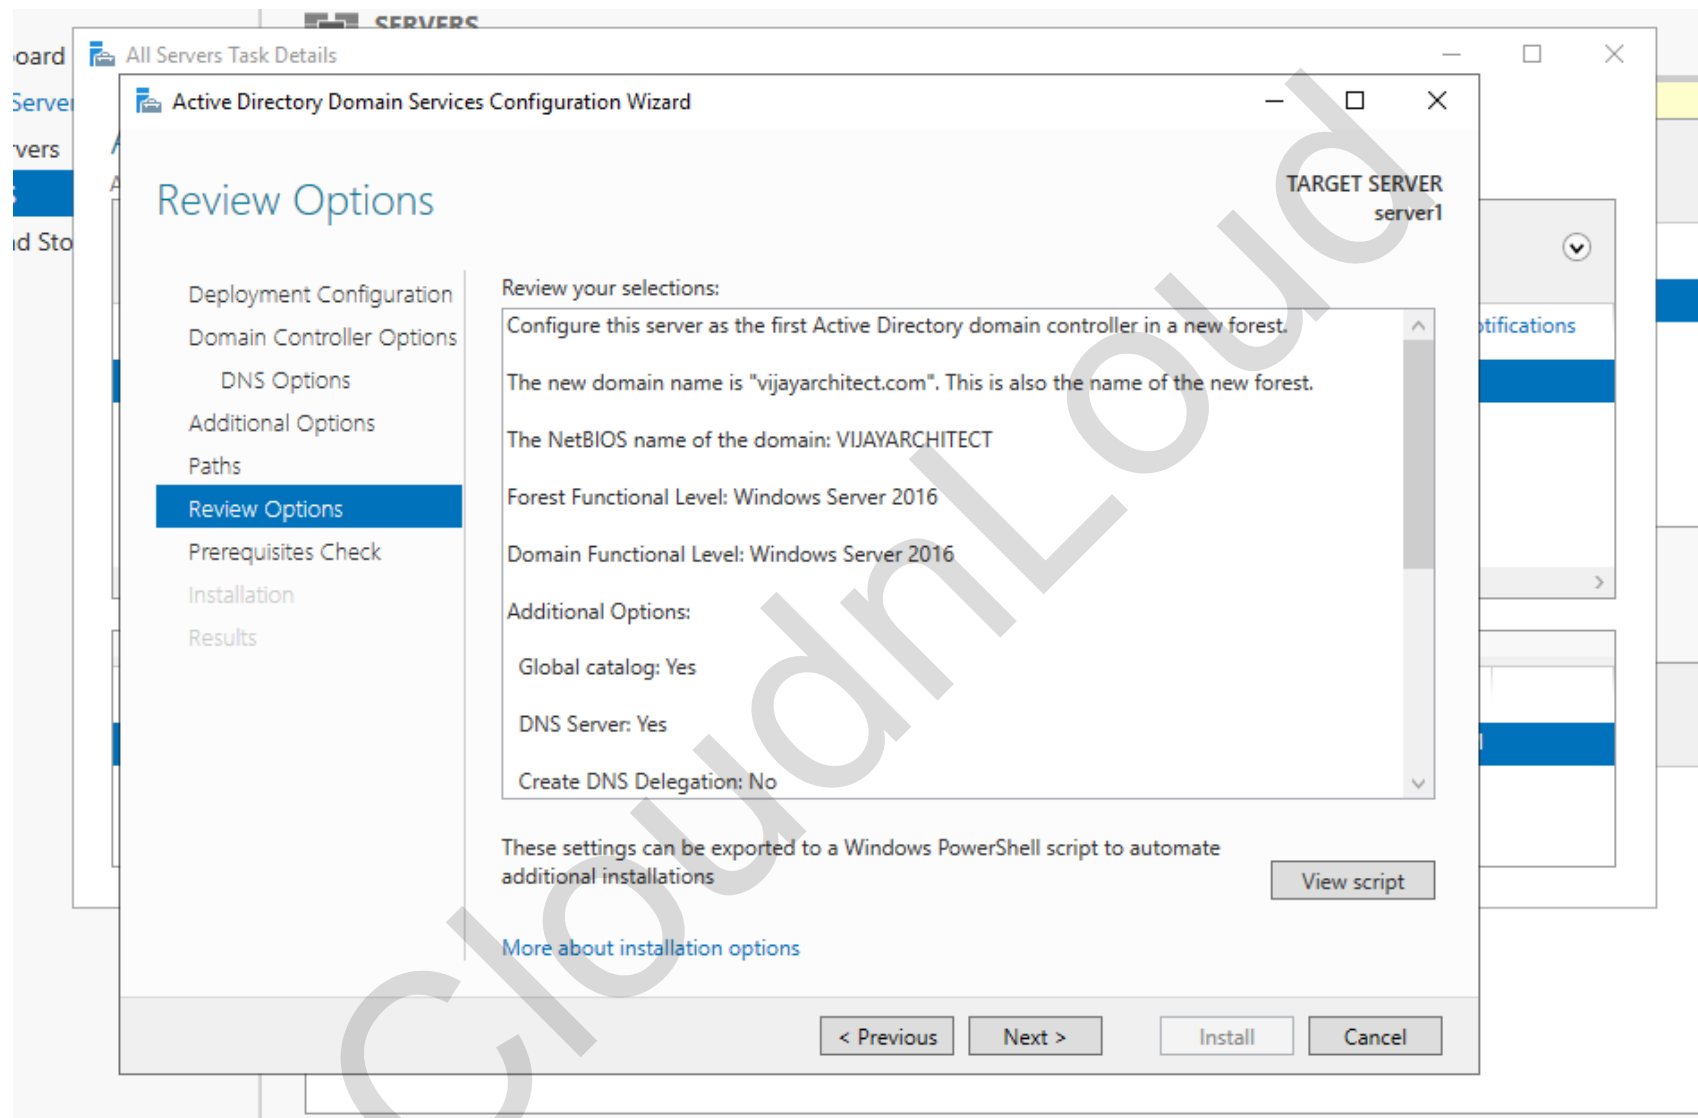 SERVERS
All Servers Task Details
Active Directory Domain Services Configuration Wizard
Review Options
TARGET SERVER
server1
Deployment Configuration
Domain Controller Options
DNS Options
Additional Options
Paths
Review Options
Prerequisites Check
Installation
Results
Review your selections:
Configure this server as the first Active Directory domain controller in a new forest.
The new domain name is "vijayarchitect.com". This is also the name of the new forest.
The NetBIOS name of the domain: VIJAYARCHITECT
Forest Functional Level: Windows Server 2016
Domain Functional Level: Windows Server 2016
Additional Options:
Global catalog: Yes
DNS Server: Yes
Create DNS Delegation: No
These settings can be exported to a Windows PowerShell script to automate
additional installations
View script
More about installation options
< Previous
Next >
Install
Cancel
CloudnLoud